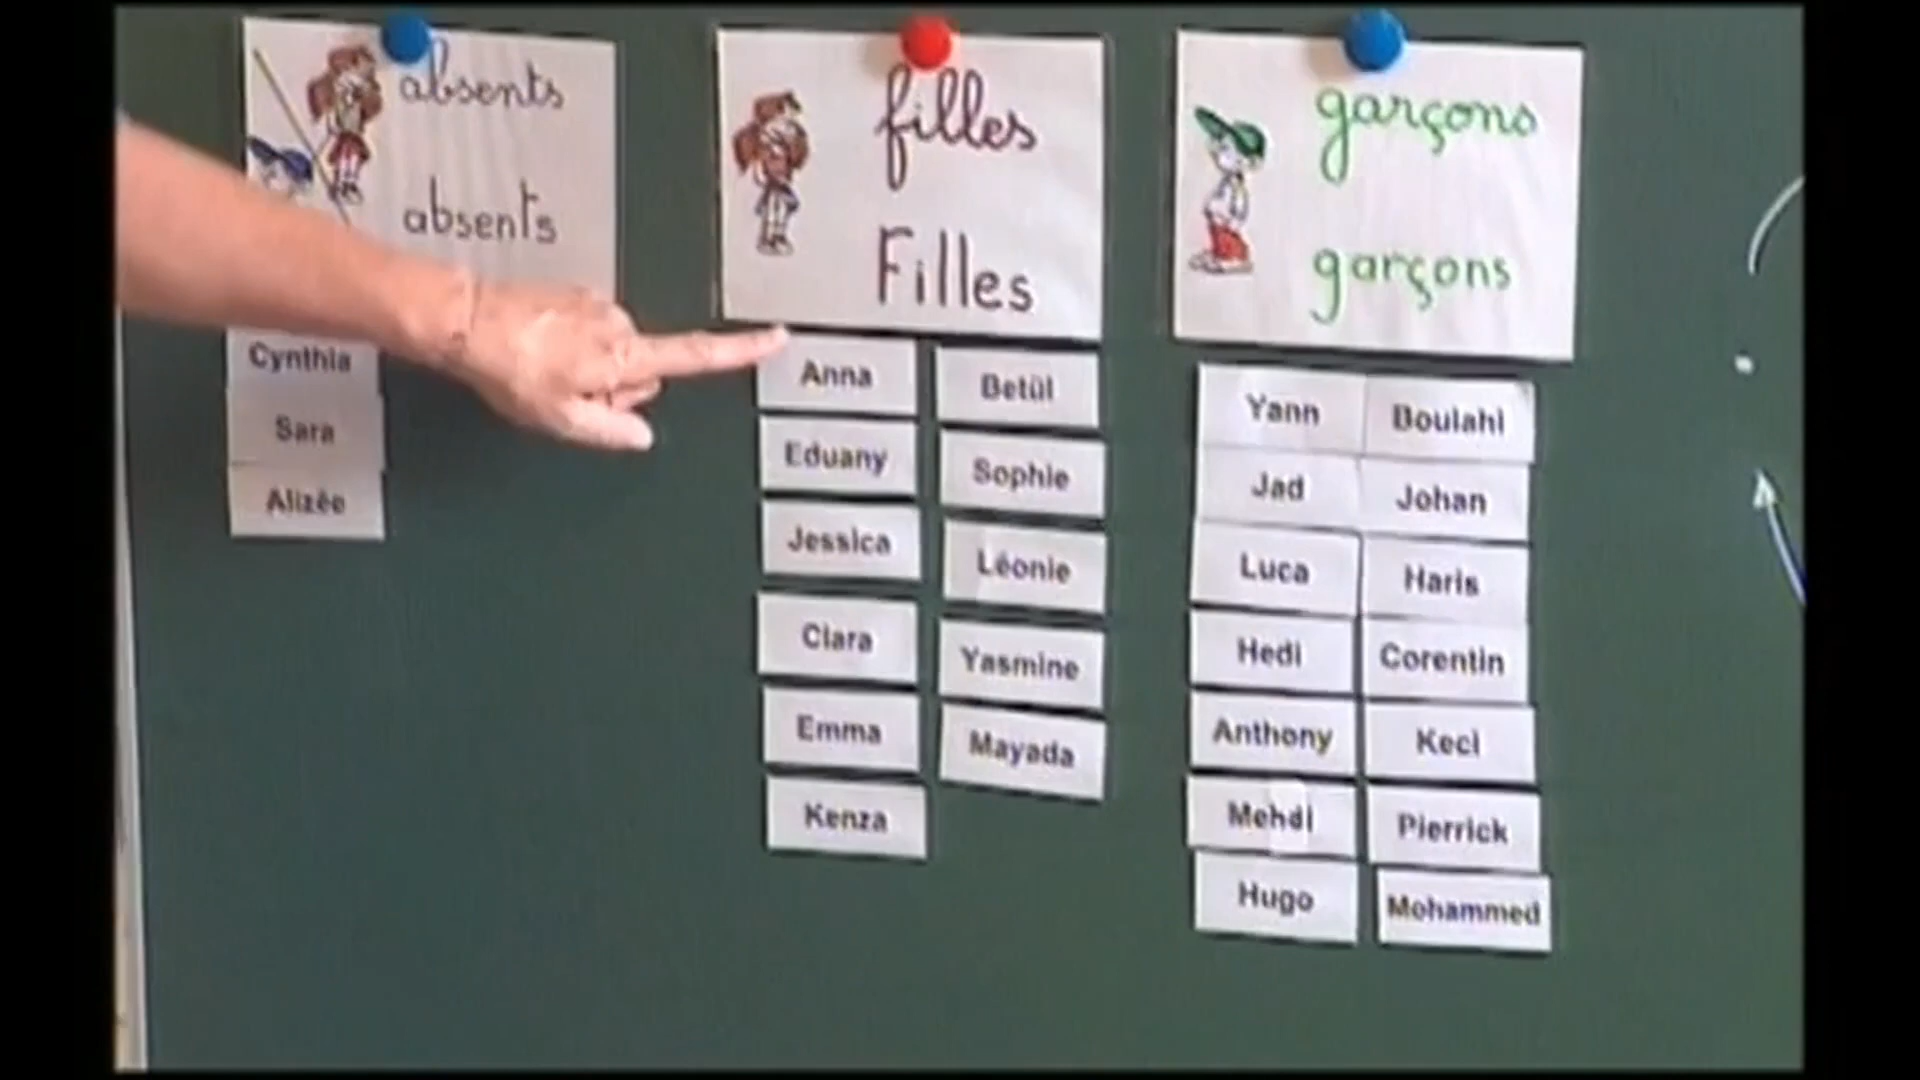 absents
absents
Cynthia
Sara
Alizée
filles
Filles
Anna
Eduany
Jessica
Clara
Emma
Kenza
Betül
Sophie
Léonie
Yasmine
Mayada
garçons
garçons
Yann
Jad
Luca
Hedi
Anthony
Mehdi
Hugo
Boulahi
Johan
Haris
Corentin
Keci
Pierrick
Mohammed